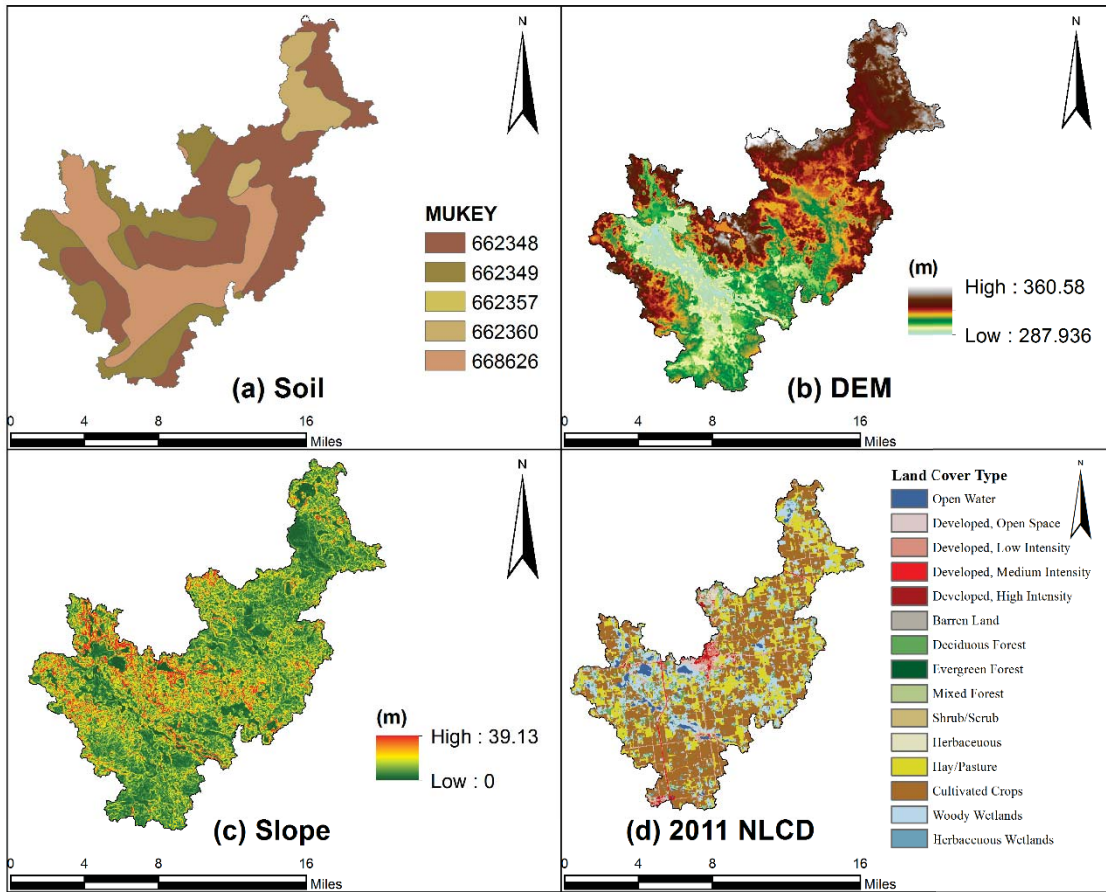 N
MUKEY
662348
662349
662357
662360
668626
(a) Soil
0 4 8 16
Miles
N
(m)
High : 360.58
Low : 287.936
(b) DEM
0 4 8 16
Miles
N
(m)
High : 39.13
Low : 0
(c) Slope
0 4 8 16
Miles
N
Land Cover Type
Open Water
Developed, Open Space
Developed, Low Intensity
Developed, Medium Intensity
Developed, High Intensity
Barren Land
Deciduous Forest
Evergreen Forest
Mixed Forest
Shrub/Scrub
Herbaceuous
Hay/Pasture
Cultivated Crops
Woody Wetlands
Herbaceuous Wetlands
(d) 2011 NLCD
0 4 8 16
Miles